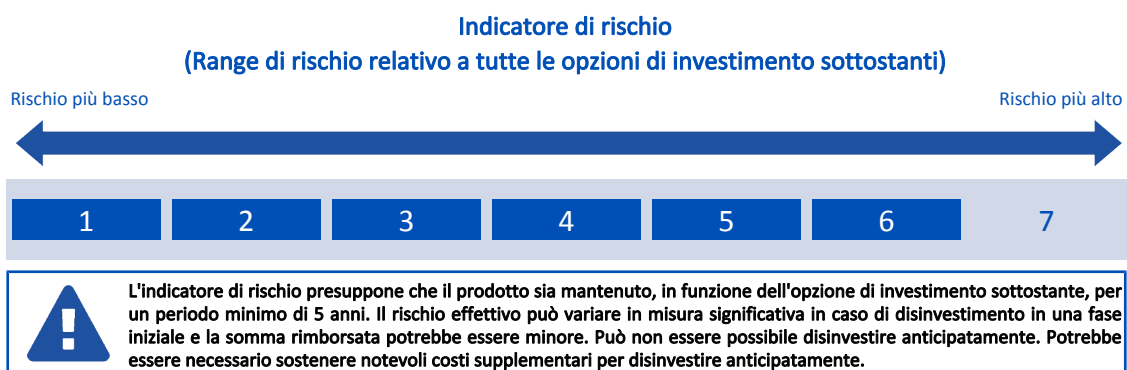 Indicatore di rischio
(Range di rischio relativo a tutte le opzioni di investimento sottostanti)
Rischio più basso
Rischio più alto
1 2 3 4 5 6 7
L'indicatore di rischio presuppone che il prodotto sia mantenuto, in funzione dell'opzione di investimento sottostante, per
un periodo minimo di 5 anni. Il rischio effettivo può variare in misura significativa in caso di disinvestimento in una fase
iniziale e la somma rimborsata potrebbe essere minore. Può non essere possibile disinvestire anticipatamente. Potrebbe
essere necessario sostenere notevoli costi supplementari per disinvestire anticipatamente.